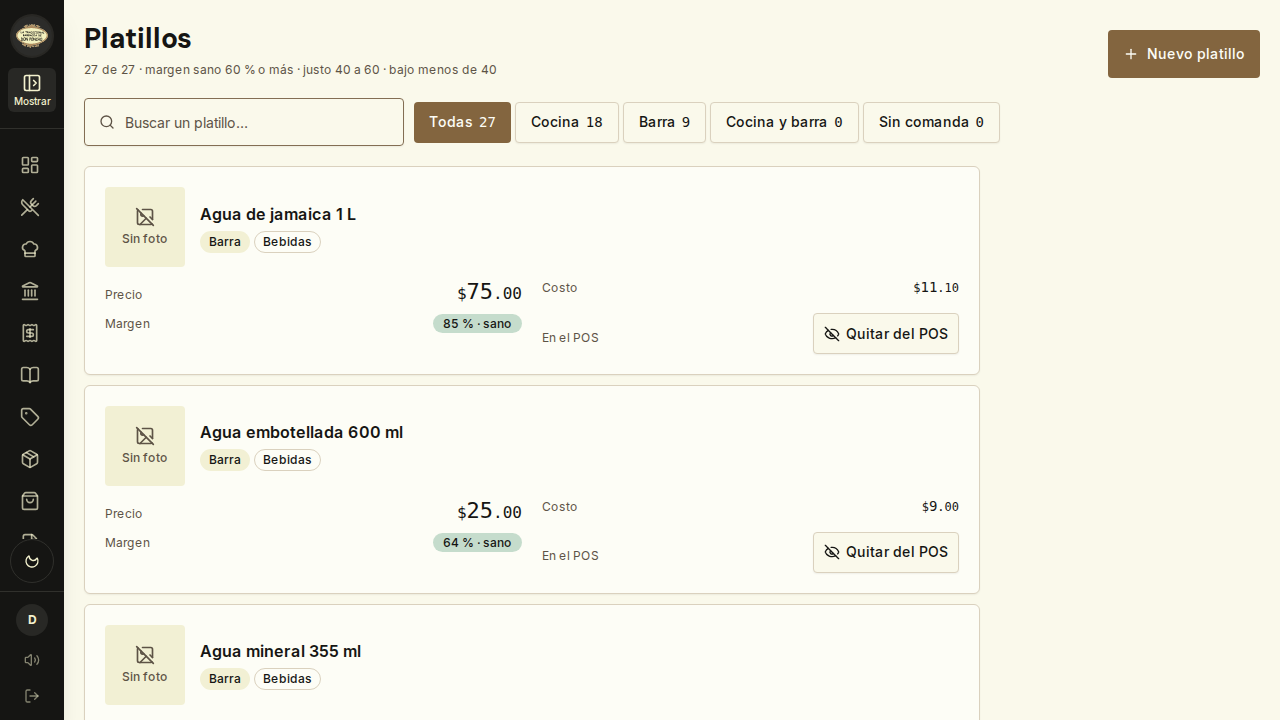 Platillos
27 de 27 · margen sano 60 % o más · justo 40 a 60 · bajo menos de 40
Nuevo platillo
Mostrar
Buscar un platillo...
Todas 27
Cocina 18
Barra 9
Cocina y barra 0
Sin comanda 0
Sin foto
Agua de jamaica 1 L
Barra
Bebidas
Precio
$75.00
Costo
$11.10
Margen
85 % · sano
En el POS
Quitar del POS
Sin foto
Agua embotellada 600 ml
Barra
Bebidas
Precio
$25.00
Costo
$9.00
Margen
64 % · sano
En el POS
Quitar del POS
Sin foto
Agua mineral 355 ml
Barra
Bebidas
D